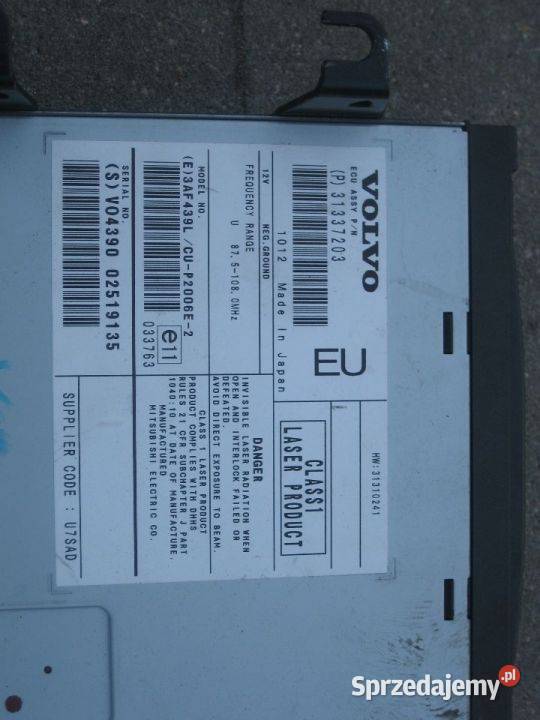 VOLVO
ECU ASSY P/N
(P) 31337203
EU
1012 Made In Japan
12V NEG.GROUND
FREQUENCY RANGE
U 87.5-108.0MHz
MODEL NO.
(E)3AF439L /CU-P2006E-2
e11
033763
SERIAL NO.
(S) V04390 02519135
HW:31310241
CLASS1
LASER PRODUCT
DANGER
INVISIBLE LASER RADIATION WHEN
OPEN AND INTERLOCK FAILED OR
DEFEATED.
AVOID DIRECT EXPOSURE TO BEAM.
CLASS 1 LASER PRODUCT
PRODUCT COMPLIES WITH DHHS
RULES 21 CFR SUBCHAPTER J PART
1040:10 AT DATE OF MANUFACTURE.
MANUFACTURED
MITSUBISHI ELECTRIC CO.
SUPPLIER CODE : U7SAD
Sprzedajemy.pl